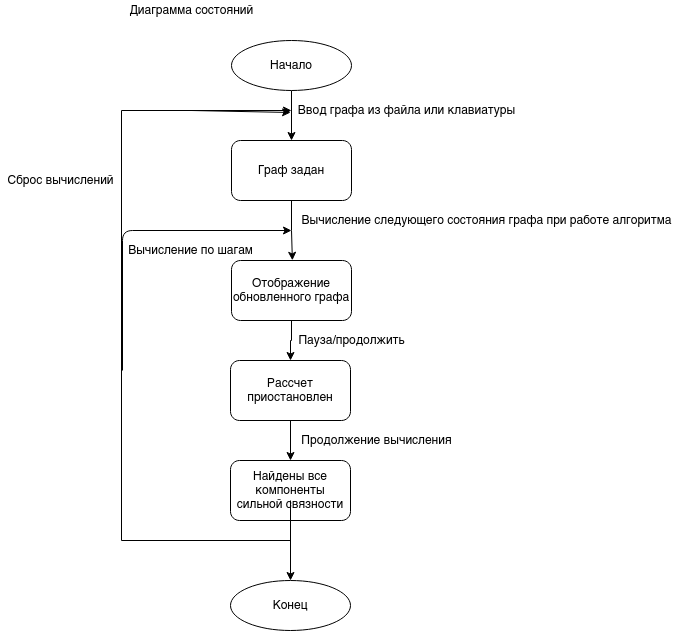 Диаграмма состояний
Начало
Ввод графа из файла или клавиатуры
Граф задан
Сброс вычислений
Вычисление следующего состояния графа при работе алгоритма
Вычисление по шагам
Отображение
обновленного графа
Пауза/продолжить
Рассчет
приостановлен
Продолжение вычисления
Найдены все
компоненты
сильной связности
Конец